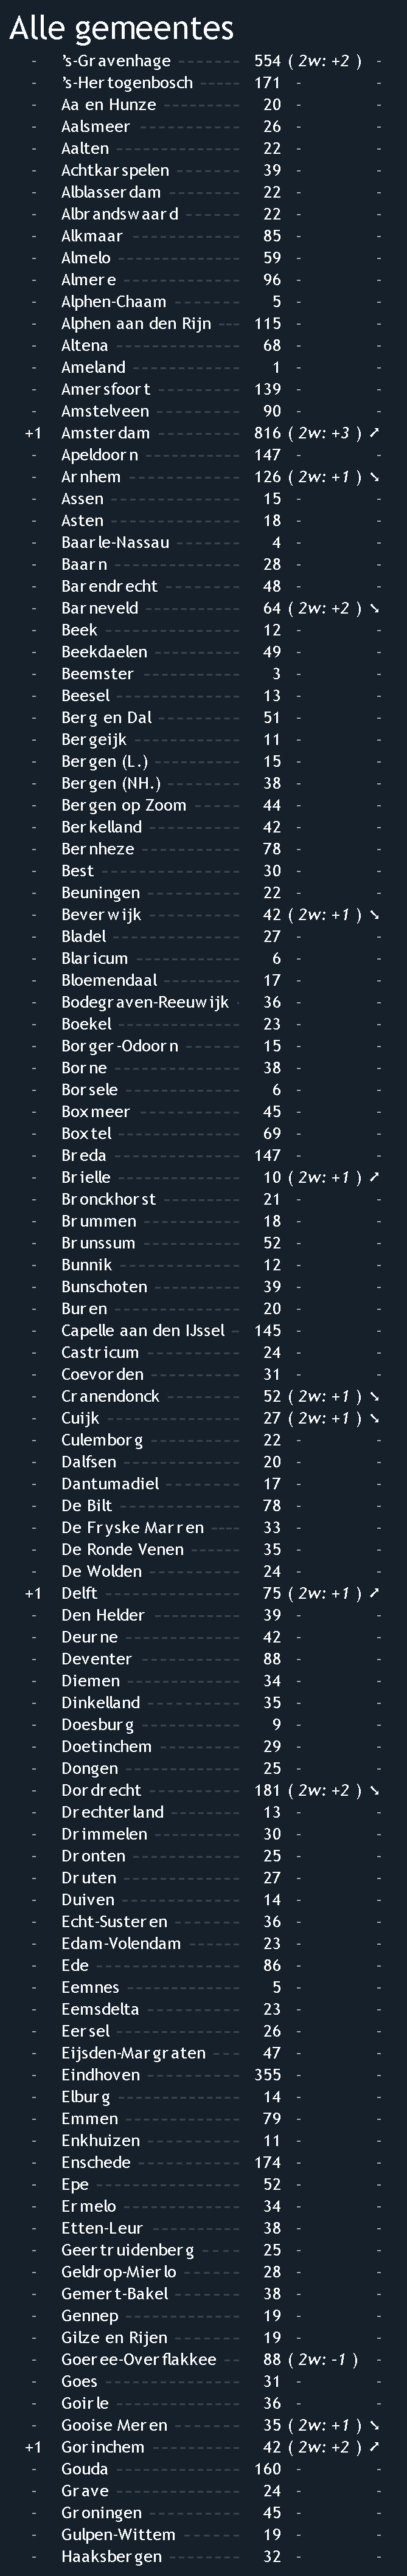 Alle gemeentes
- 's-Gravenhage ------- 554 ( 2w: +2 ) -
- 's-Hertogenbosch ----- 171 - -
- Aa en Hunze -------- 20 - -
- Aalsmeer ---------- 26 - -
- Aalten ------------ 22 - -
- Achtkarspelen ------- 39 - -
- Alblasserdam -------- 22 - -
- Albrandswaard ------ 22 - -
- Alkmaar ----------- 85 - -
- Almelo ------------ 59 - -
- Almere ------------ 96 - -
- Alphen-Chaam ------- 5 - -
- Alphen aan den Rijn --- 115 - -
- Altena ------------ 68 - -
- Ameland ----------- 1 - -
- Amersfoort --------- 139 - -
- Amstelveen --------- 90 - -
+1 Amsterdam --------- 816 ( 2w: +3 ) ➚
- Apeldoorn ---------- 147 - -
- Arnhem ----------- 126 ( 2w: +1 ) ➘
- Assen ------------- 15 - -
- Asten ------------- 18 - -
- Baarle-Nassau ------- 4 - -
- Baarn ------------- 28 - -
- Barendrecht -------- 48 - -
- Barneveld ---------- 64 ( 2w: +2 ) ➘
- Beek ------------- 12 - -
- Beekdaelen --------- 49 - -
- Beemster ---------- 3 - -
- Beesel ------------ 13 - -
- Berg en Dal --------- 51 - -
- Bergeijk ----------- 11 - -
- Bergen (L.) --------- 15 - -
- Bergen (NH.) -------- 38 - -
- Bergen op Zoom ----- 44 - -
- Berkelland --------- 42 - -
- Bernheze ---------- 78 - -
- Best -------------- 30 - -
- Beuningen --------- 22 - -
- Beverwijk ---------- 42 ( 2w: +1 ) ➘
- Bladel ------------ 27 - -
- Blaricum ----------- 6 - -
- Bloemendaal -------- 17 - -
- Bodegraven-Reeuwijk - 36 - -
- Boekel ------------ 23 - -
- Borger-Odoorn ------ 15 - -
- Borne ------------- 38 - -
- Borsele ------------ 6 - -
- Boxmeer ---------- 45 - -
- Boxtel ------------ 69 - -
- Breda ------------- 147 - -
- Brielle ------------ 10 ( 2w: +1 ) ➚
- Bronckhorst -------- 21 - -
- Brummen ---------- 18 - -
- Brunssum ---------- 52 - -
- Bunnik ------------ 12 - -
- Bunschoten --------- 39 - -
- Buren ------------- 20 - -
- Capelle aan den IJssel - 145 - -
- Castricum ---------- 24 - -
- Coevorden --------- 31 - -
- Cranendonck ------- 52 ( 2w: +1 ) ➘
- Cuijk ------------- 27 ( 2w: +1 ) ➘
- Culemborg --------- 22 - -
- Dalfsen ----------- 20 - -
- Dantumadiel -------- 17 - -
- De Bilt ------------ 78 - -
- De Fryske Marren ---- 33 - -
- De Ronde Venen ----- 35 - -
- De Wolden --------- 24 - -
+1 Delft ------------- 75 ( 2w: +1 ) ➚
- Den Helder --------- 39 - -
- Deurne ----------- 42 - -
- Deventer ---------- 88 - -
- Diemen ----------- 34 - -
- Dinkelland --------- 35 - -
- Doesburg ---------- 9 - -
- Doetinchem -------- 29 - -
- Dongen ----------- 25 - -
- Dordrecht ---------- 181 ( 2w: +2 ) ➘
- Drechterland -------- 13 - -
- Drimmelen --------- 30 - -
- Dronten ----------- 25 - -
- Druten ------------ 27 - -
- Duiven ------------ 14 - -
- Echt-Susteren ------- 36 - -
- Edam-Volendam ----- 23 - -
- Ede -------------- 86 - -
- Eemnes ----------- 5 - -
- Eemsdelta --------- 23 - -
- Eersel ------------ 26 - -
- Eijsden-Margraten ---- 47 - -
- Eindhoven --------- 355 - -
- Elburg ------------ 14 - -
- Emmen ----------- 79 - -
- Enkhuizen --------- 11 - -
- Enschede ---------- 174 - -
- Epe -------------- 52 - -
- Ermelo ------------ 34 - -
- Etten-Leur --------- 38 - -
- Geertruidenberg ----- 25 - -
- Geldrop-Mierlo ------ 28 - -
- Gemert-Bakel ------- 38 - -
- Gennep ----------- 19 - -
- Gilze en Rijen ------- 19 - -
- Goeree-Overflakkee -- 88 ( 2w: -1 ) -
- Goes ------------- 31 - -
- Goirle ------------ 36 - -
- Gooise Meren ------- 35 ( 2w: +1 ) ➘
+1 Gorinchem --------- 42 ( 2w: +2 ) ➚
- Gouda ------------ 160 - -
- Grave ------------ 24 - -
- Groningen --------- 45 - -
- Gulpen-Wittem ------ 19 - -
- Haaksbergen ------- 32 - -